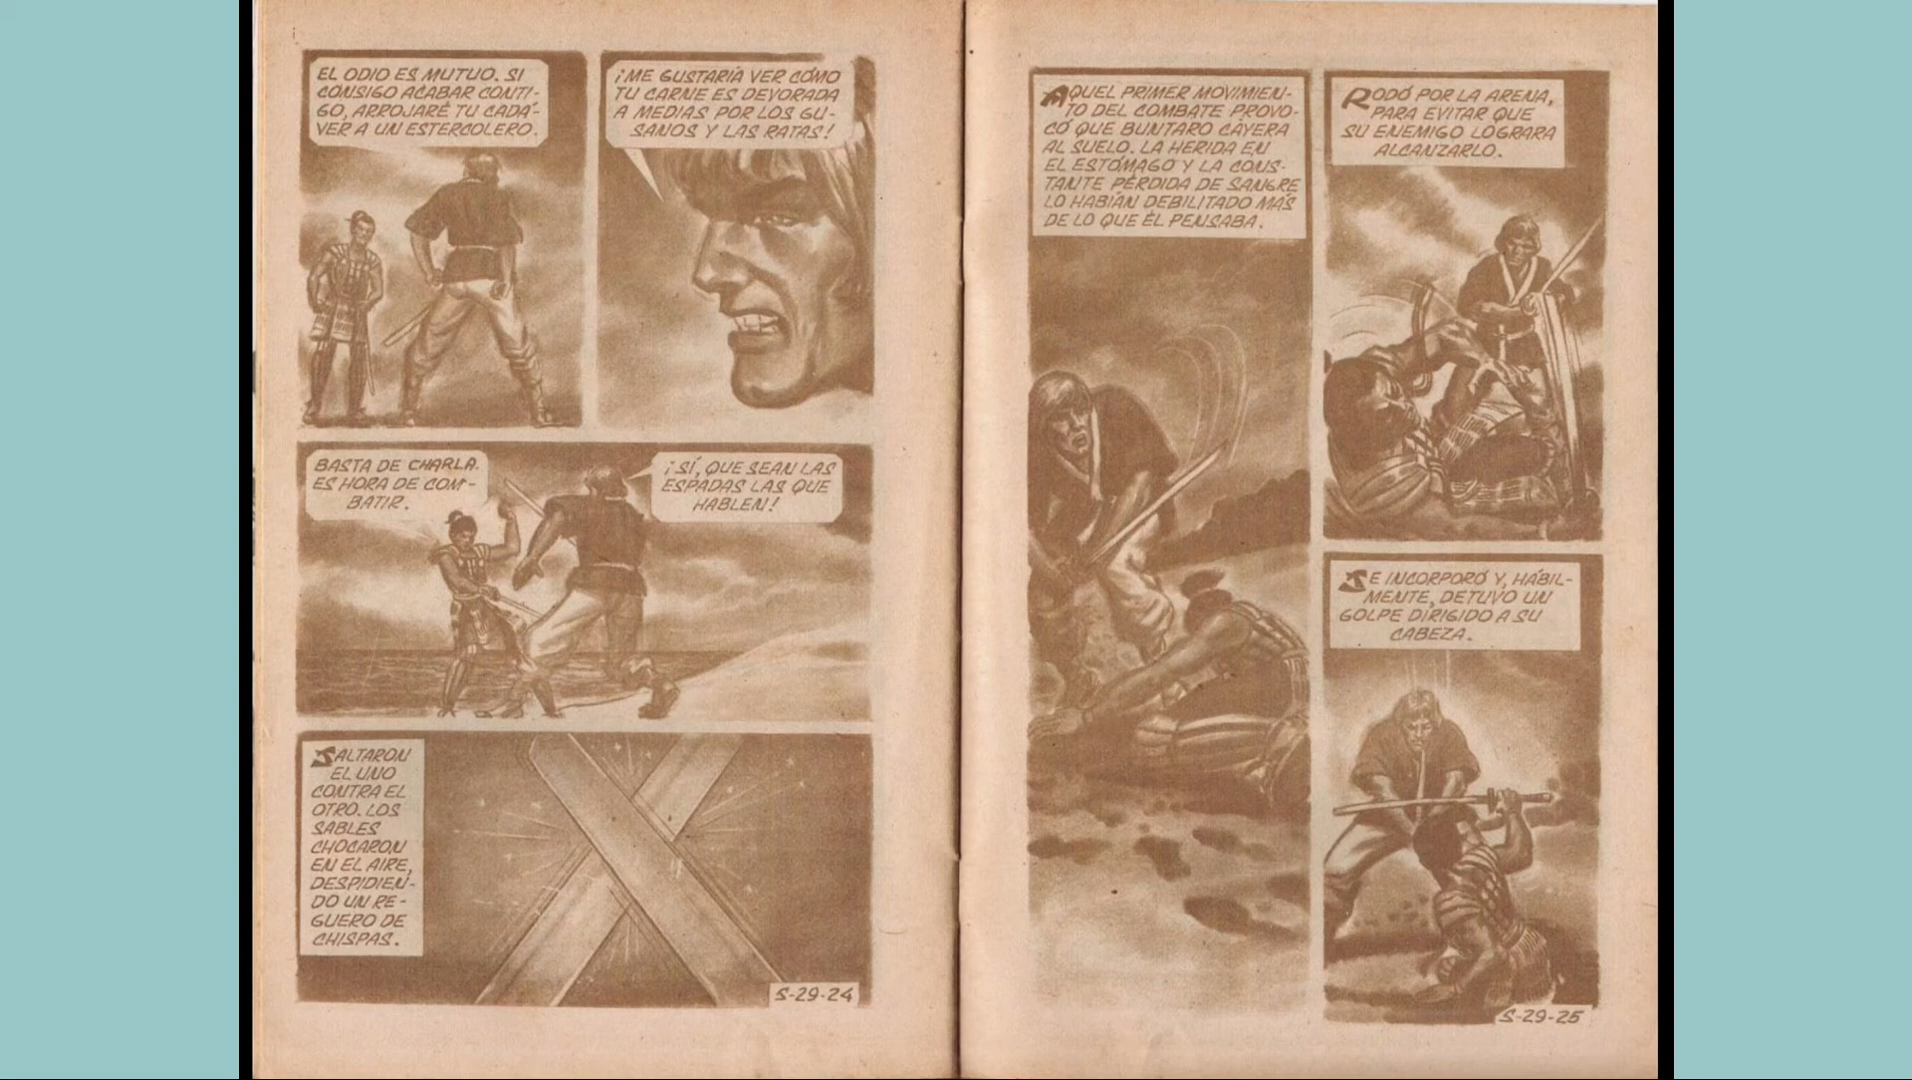 EL ODIO ES MUTUO. SI
CONSIGO ACABAR CONTI-
GO, ARROJARÉ TU CADÁ-
VER A UN ESTERCOLERO.
¡ME GUSTARÍA VER CÓMO
TU CARNE ES DEVORADA
A MEDIAS POR LOS GU-
SANOS Y LAS RATAS!
BASTA DE CHARLA.
ES HORA DE COM-
BATIR.
¡SÍ, QUE SEAN LAS
ESPADAS LAS QUE
HABLEN!
SALTARON
EL UNO
CONTRA EL
OTRO. LOS
SABLES
CHOCARON
EN EL AIRE,
DESPIDIEN-
DO UN RE-
GUERO DE
CHISPAS.
S-29-24
AQUEL PRIMER MOVIMIEN-
TO DEL COMBATE PROVO-
CÓ QUE BUNTARO CAYERA
AL SUELO. LA HERIDA EN
EL ESTÓMAGO Y LA CONS-
TANTE PÉRDIDA DE SANGRE
LO HABÍAN DEBILITADO MÁS
DE LO QUE ÉL PENSABA.
RODÓ POR LA ARENA,
PARA EVITAR QUE
SU ENEMIGO LOGRARA
ALCANZARLO.
SE INCORPORÓ Y, HÁBIL-
MENTE, DETUVO UN
GOLPE DIRIGIDO A SU
CABEZA.
S-29-25